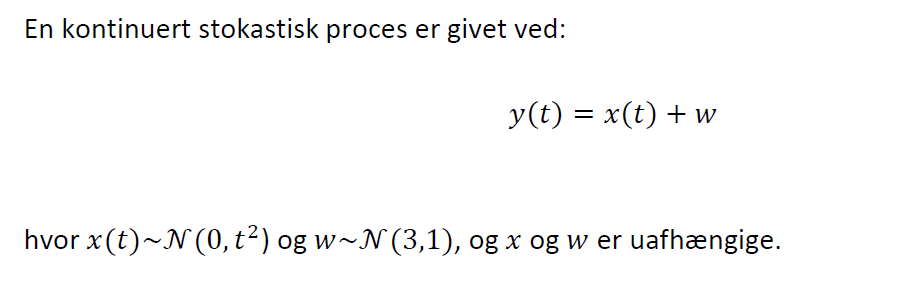 En kontinuert stokastisk proces er givet ved:
y(t) = x(t) + w
hvor x(t)~𝒩(0, t²) og w~𝒩(3,1), og x og w er uafhængige.